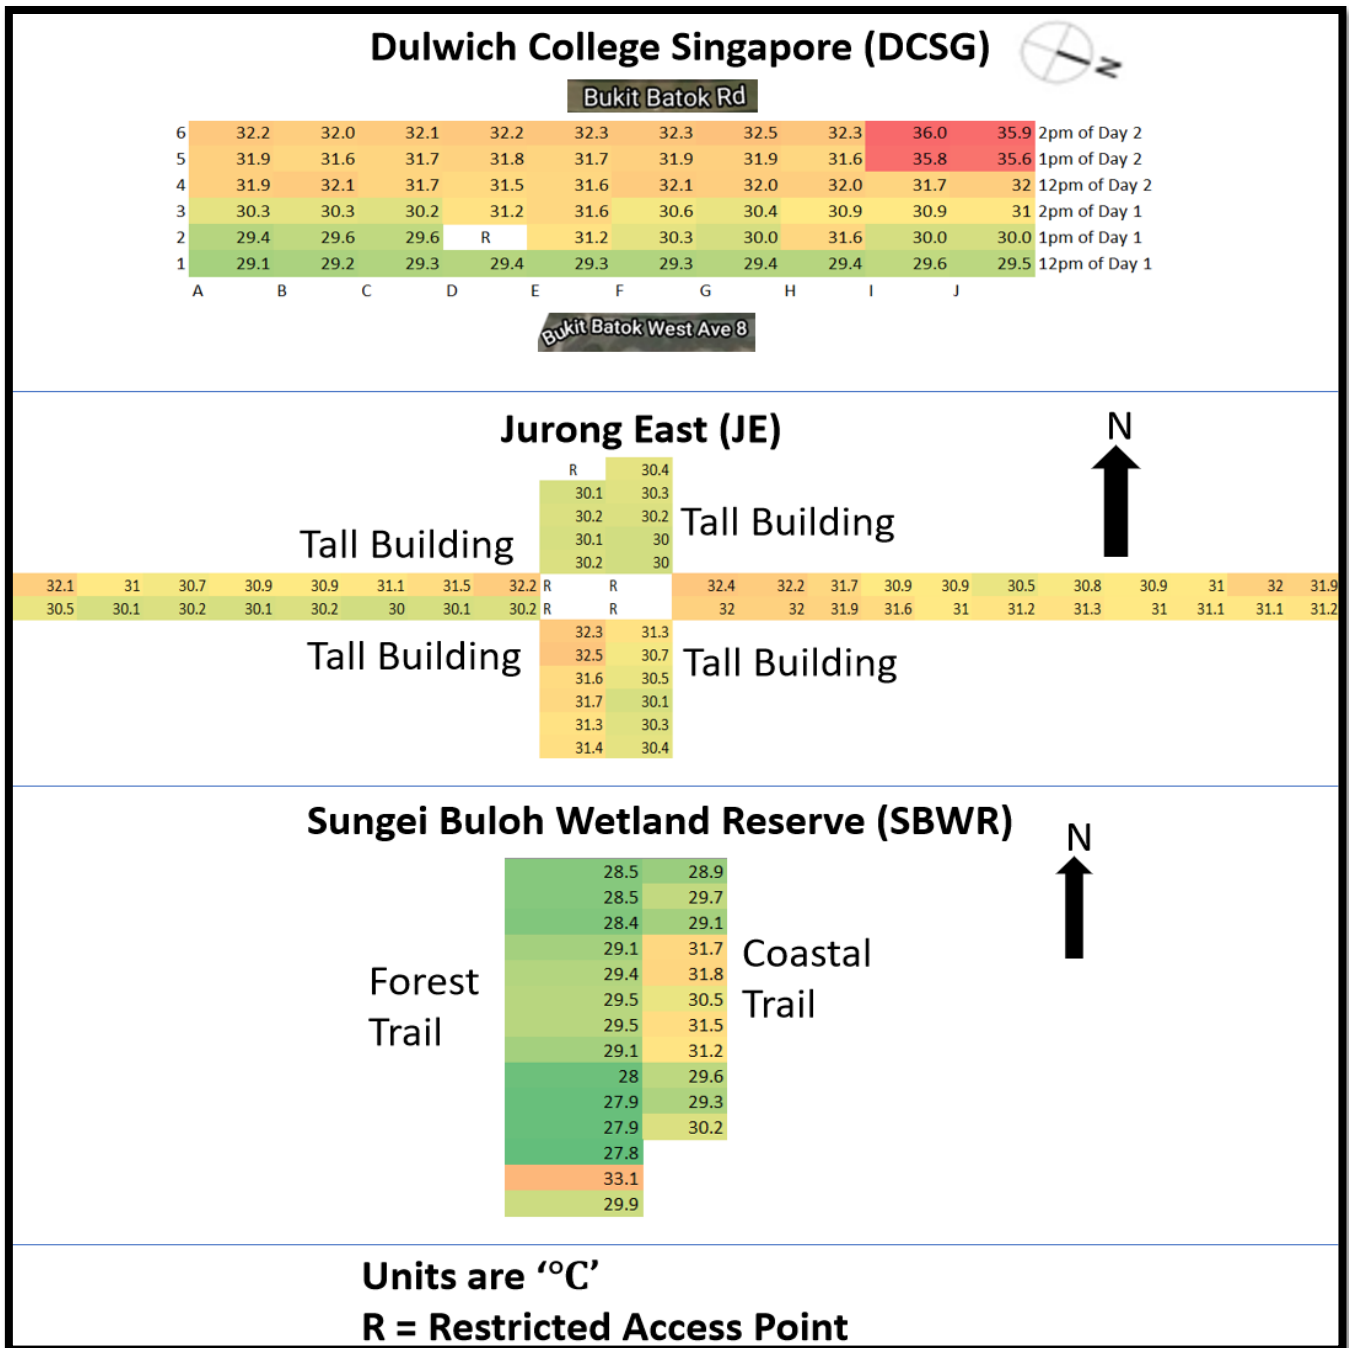 Dulwich College Singapore (DCSG)
N
Bukit Batok Rd
6 32.2 32.0 32.1 32.2 32.3 32.3 32.5 32.3 36.0 35.9 2pm of Day 2
5 31.9 31.6 31.7 31.8 31.7 31.9 31.9 31.6 35.8 35.6 1pm of Day 2
4 31.9 32.1 31.7 31.5 31.6 32.1 32.0 32.0 31.7 32 12pm of Day 2
3 30.3 30.3 30.2 31.2 31.6 30.6 30.4 30.9 30.9 31 2pm of Day 1
2 29.4 29.6 29.6 R 31.2 30.3 30.0 31.6 30.0 30.0 1pm of Day 1
1 29.1 29.2 29.3 29.4 29.3 29.3 29.4 29.4 29.6 29.5 12pm of Day 1
A B C D E F G H I J
Bukit Batok West Ave 8
Jurong East (JE)
N
R 30.4
30.1 30.3
30.2 30.2
Tall Building
Tall Building
30.1 30
30.2 30
32.1 31 30.7 30.9 30.9 31.1 31.5 32.2 R R 32.4 32.2 31.7 30.9 30.9 30.5 30.8 30.9 31 32 31.9
30.5 30.1 30.2 30.1 30.2 30 30.1 30.2 R R 32 32 31.9 31.6 31 31.2 31.3 31 31.1 31.1 31.2
32.3 31.3
32.5 30.7
Tall Building
Tall Building
31.6 30.5
31.7 30.1
31.3 30.3
31.4 30.4
Sungei Buloh Wetland Reserve (SBWR)
N
28.5 28.9
28.5 29.7
28.4 29.1
29.1 31.7
29.4 31.8
29.5 30.5
29.5 31.5
29.1 31.2
28 29.6
27.9 29.3
27.9 30.2
27.8
33.1
29.9
Forest
Trail
Coastal
Trail
Units are ‘°C’
R = Restricted Access Point